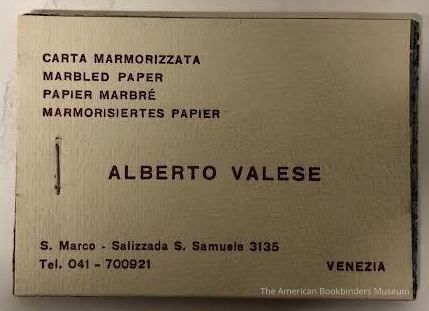 CARTA MARMORIZZATA
MARBLED PAPER
PAPIER MARBRÉ
MARMORISIERTES PAPIER
ALBERTO VALESE
S. Marco - Salizzada S. Samuele 3135
Tel. 041 - 700921
VENEZIA
The American Bookbinders Museum